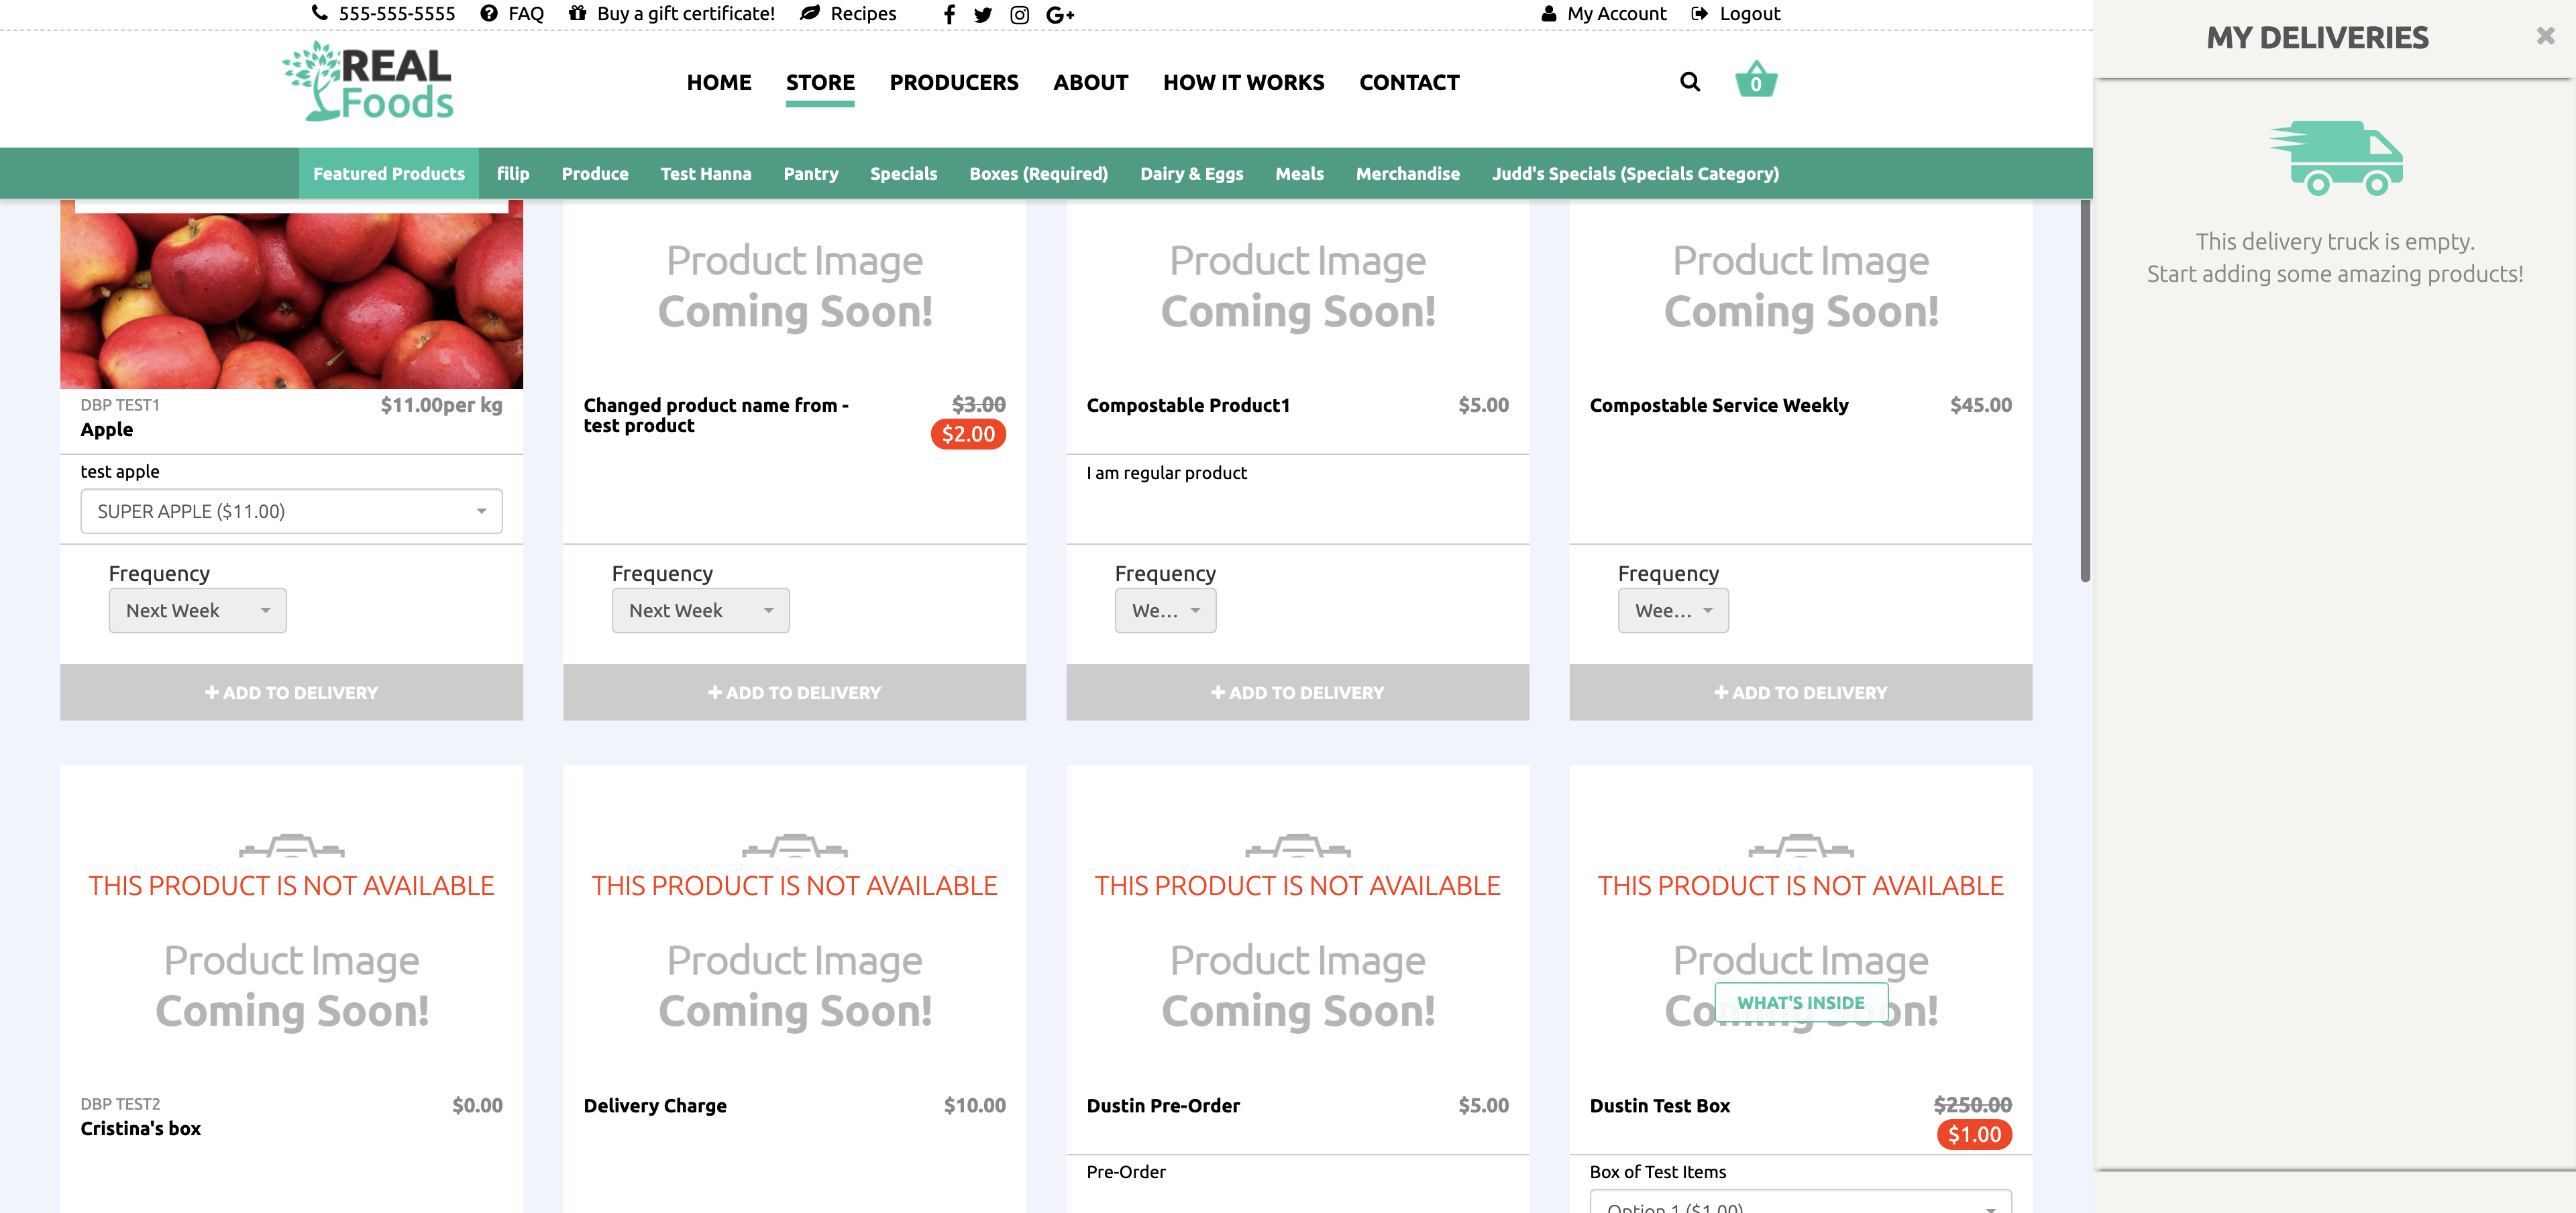 555-555-5555 FAQ Buy a gift certificate! Recipes G+ My Account Logout
REAL
Foods
HOME STORE PRODUCERS ABOUT HOW IT WORKS CONTACT 0
Featured Products filip Produce Test Hanna Pantry Specials Boxes (Required) Dairy & Eggs Meals Merchandise Judd's Specials (Specials Category)
MY DELIVERIES
This delivery truck is empty.
Start adding some amazing products!
DBP TEST1 $11.00per kg
Apple
test apple
SUPER APPLE ($11.00)
Frequency
Next Week
+ ADD TO DELIVERY
Product Image
Coming Soon!
Changed product name from - $3.00
test product $2.00
Frequency
Next Week
+ ADD TO DELIVERY
Product Image
Coming Soon!
Compostable Product1 $5.00
I am regular product
Frequency
We...
+ ADD TO DELIVERY
Product Image
Coming Soon!
Compostable Service Weekly $45.00
Frequency
Wee...
+ ADD TO DELIVERY
THIS PRODUCT IS NOT AVAILABLE
Product Image
Coming Soon!
DBP TEST2 $0.00
Cristina's box
THIS PRODUCT IS NOT AVAILABLE
Product Image
Coming Soon!
Delivery Charge $10.00
THIS PRODUCT IS NOT AVAILABLE
Product Image
Coming Soon!
Dustin Pre-Order $5.00
Pre-Order
THIS PRODUCT IS NOT AVAILABLE
Product Image
Coming Soon!
WHAT'S INSIDE
Dustin Test Box $250.00
$1.00
Box of Test Items
Option 1 ($1.00)